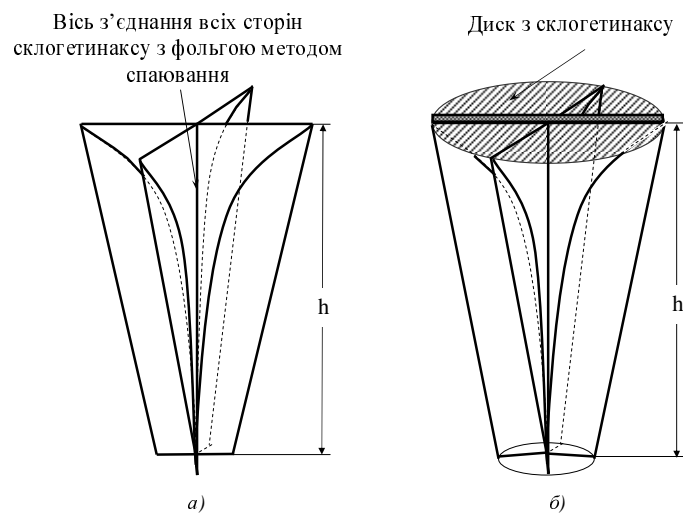 Вісь з’єднання всіх сторін
склогетинаксу з фольгою методом
спаювання
Диск з склогетинаксу
h
h
а)
б)